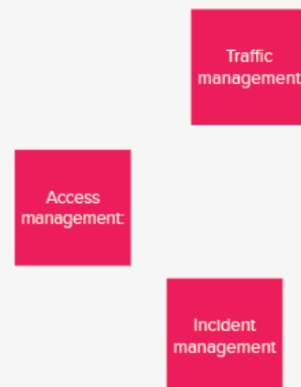 Traffic
management
Access
management:
Incident
management